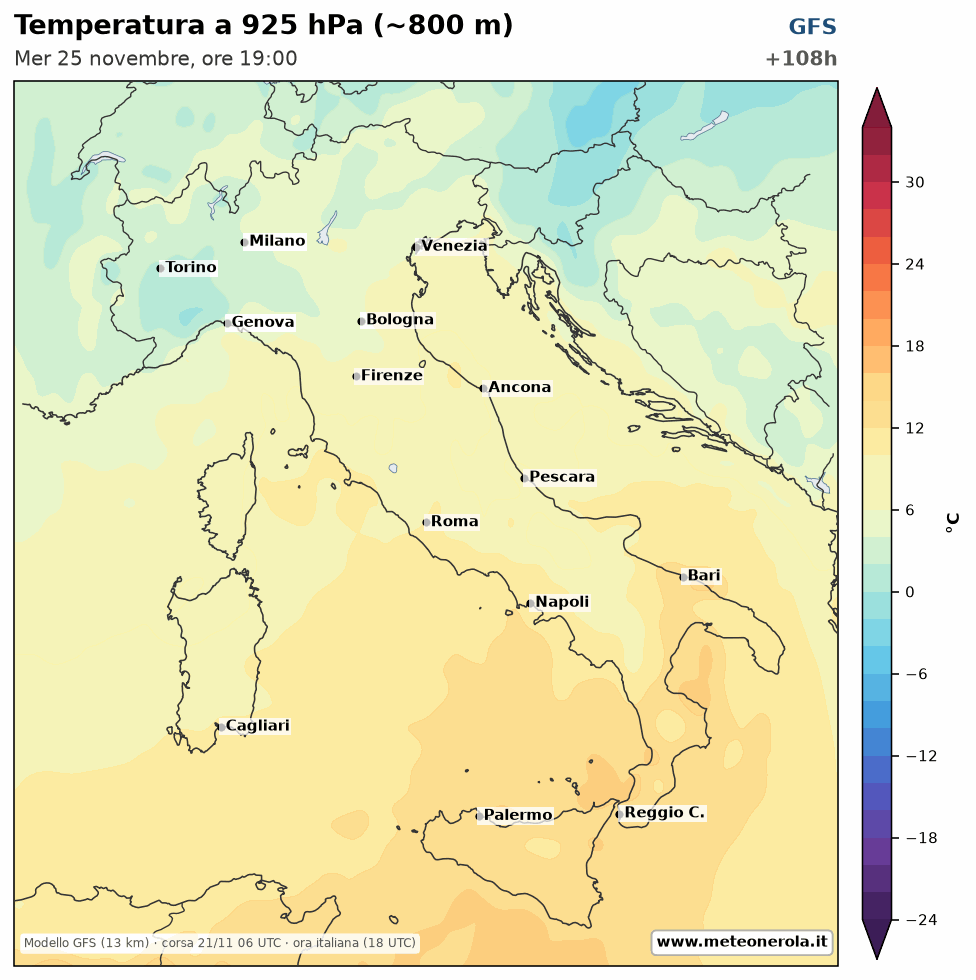 Temperatura a 925 hPa (~800 m)
GFS
Mer 25 novembre, ore 19:00
+108h
Milano
Venezia
Torino
Genova
Bologna
Firenze
Ancona
Pescara
Roma
Bari
Napoli
Cagliari
Palermo
Reggio C.
30
24
18
12
6
0
−6
−12
−18
−24
°C
Modello GFS (13 km) · corsa 21/11 06 UTC · ora italiana (18 UTC)
www.meteonerola.it